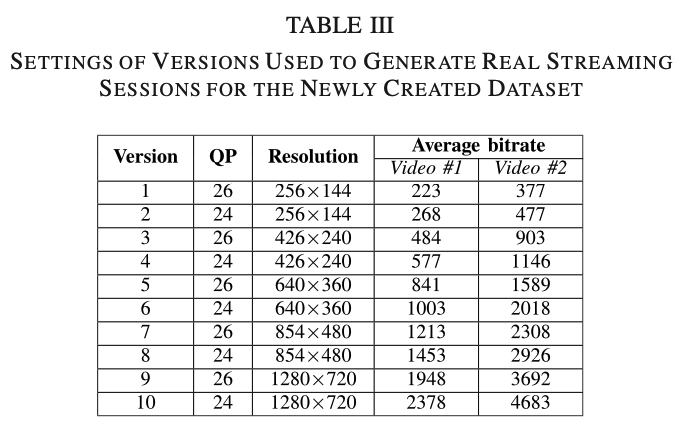 TABLE III
SETTINGS OF VERSIONS USED TO GENERATE REAL STREAMING
SESSIONS FOR THE NEWLY CREATED DATASET
Version QP Resolution Average bitrate
Video #1 Video #2
1 26 256×144 223 377
2 24 256×144 268 477
3 26 426×240 484 903
4 24 426×240 577 1146
5 26 640×360 841 1589
6 24 640×360 1003 2018
7 26 854×480 1213 2308
8 24 854×480 1453 2926
9 26 1280×720 1948 3692
10 24 1280×720 2378 4683